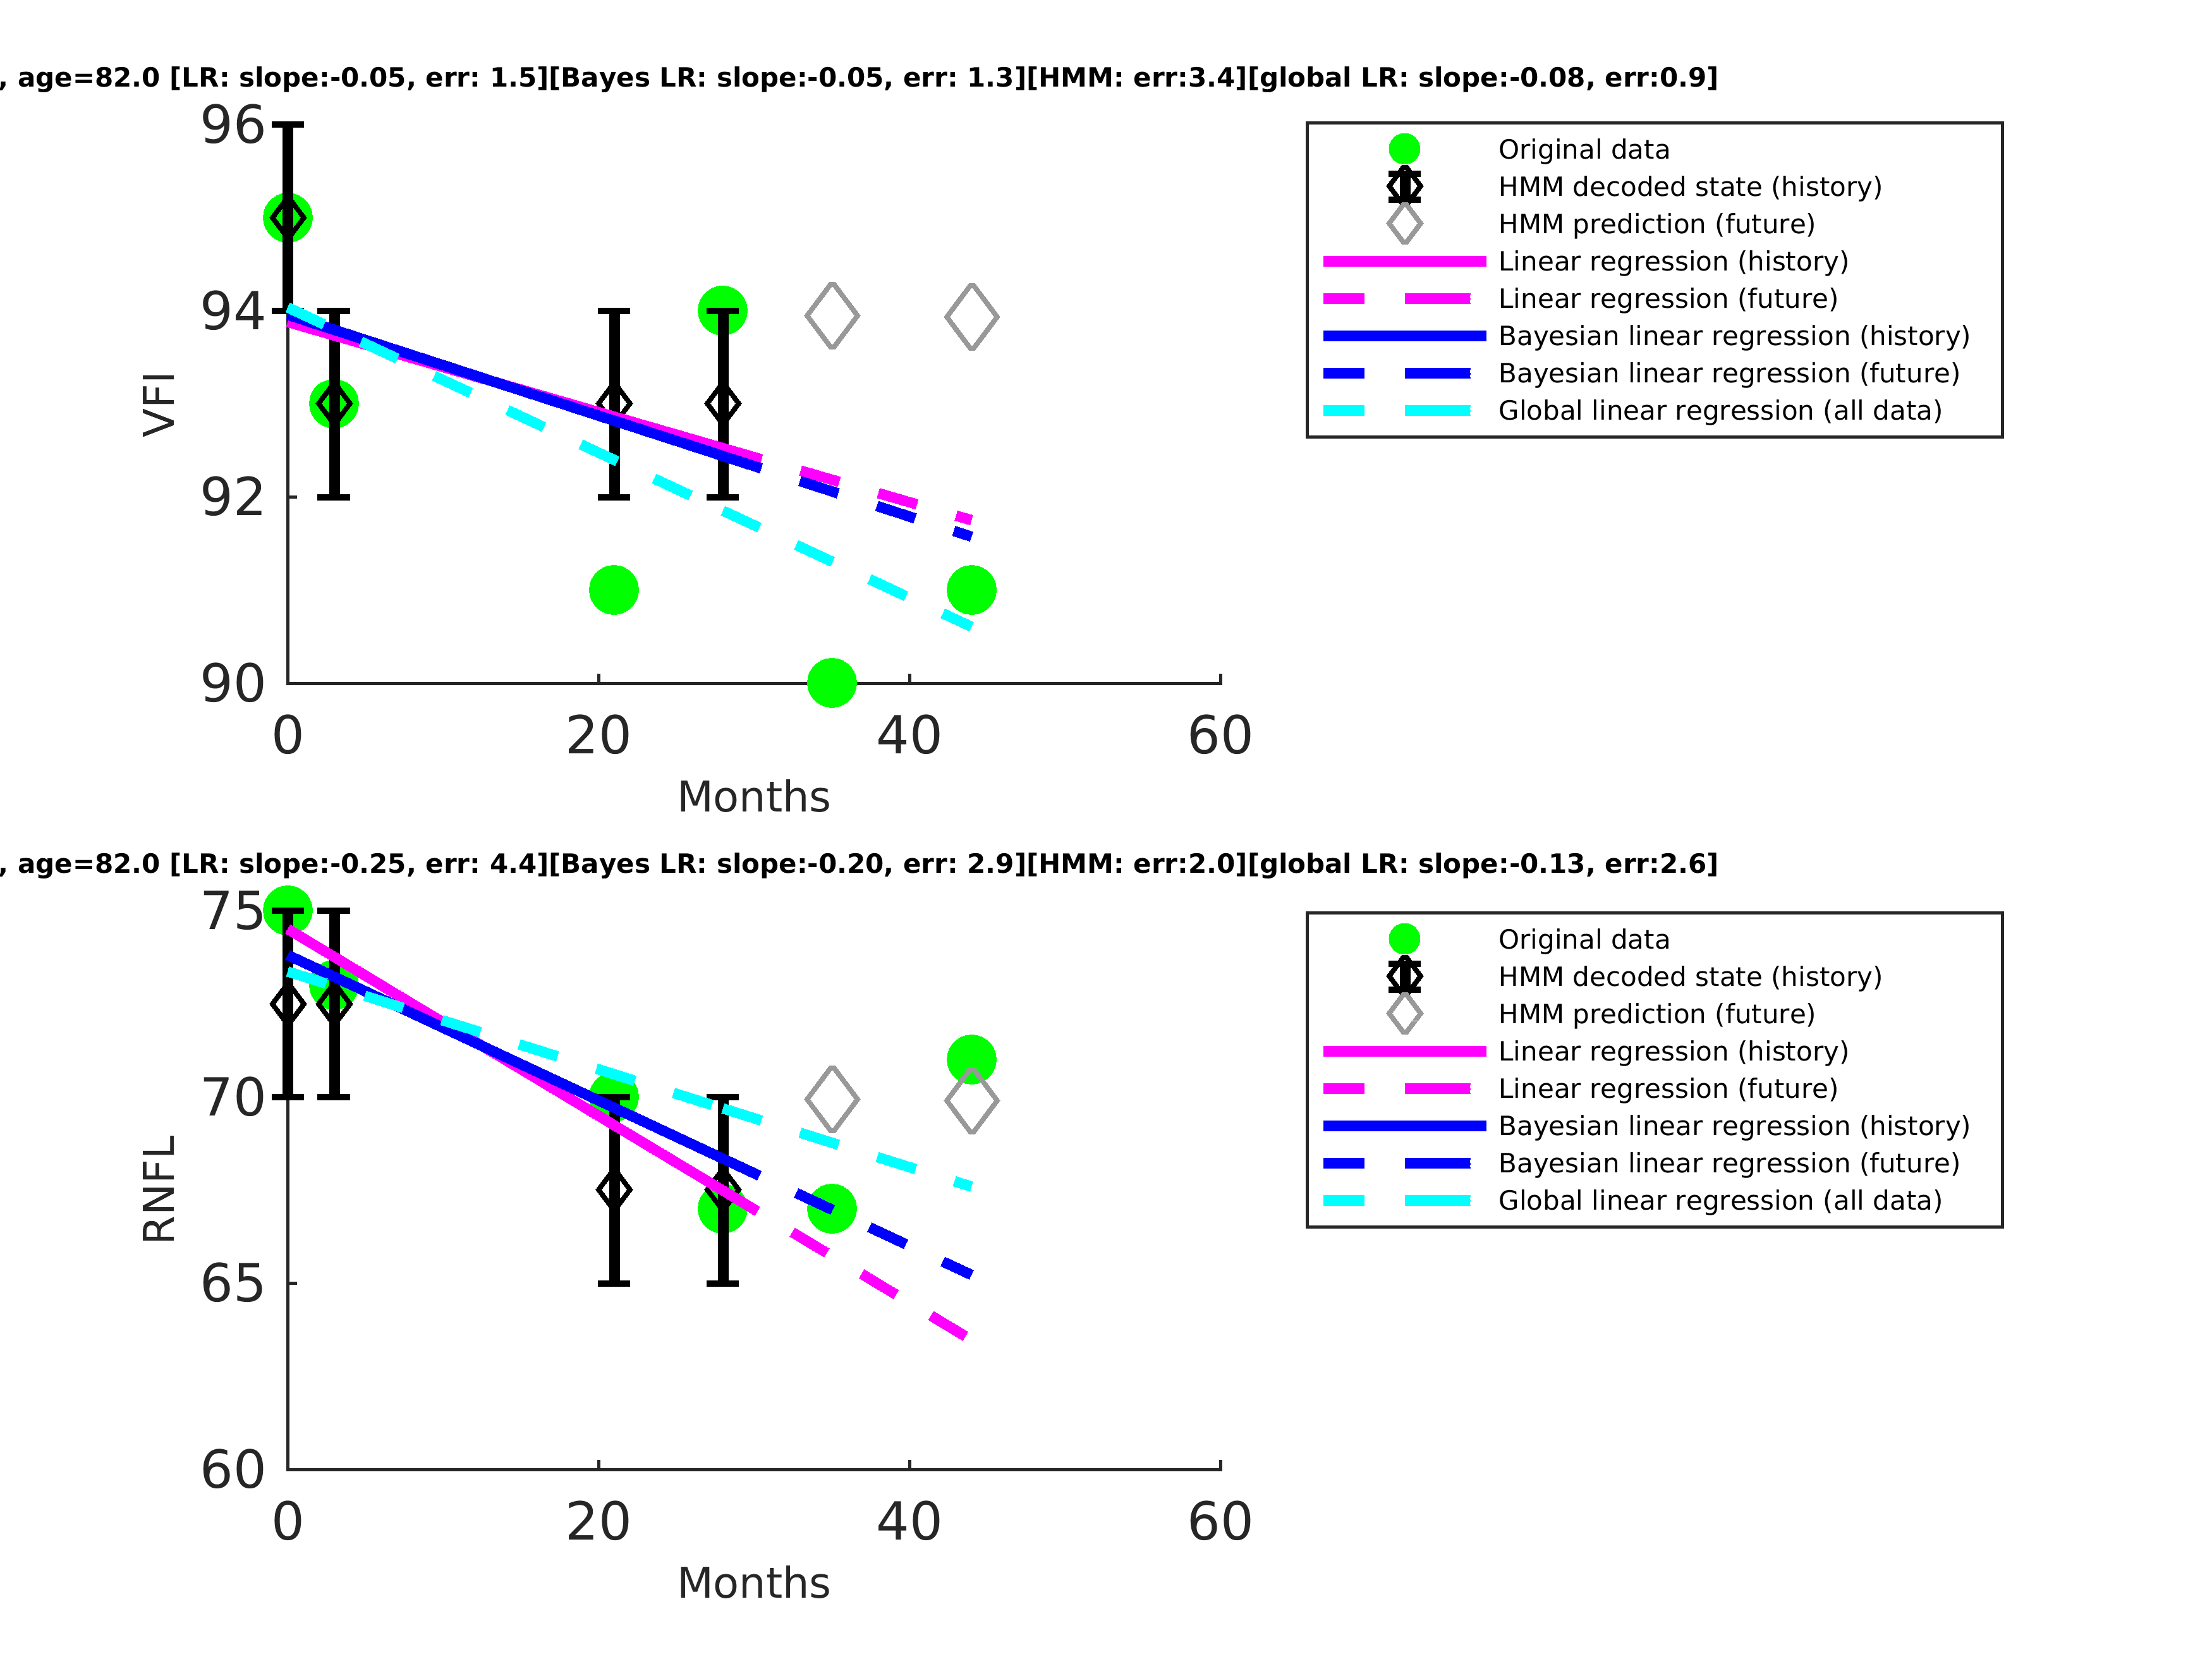 , age=82.0 [LR: slope:-0.05, err: 1.5][Bayes LR: slope:-0.05, err: 1.3][HMM: err:3.4][global LR: slope:-0.08, err:0.9]
96
94
92
90
VFI
0 20 40 60
Months
Original data
HMM decoded state (history)
HMM prediction (future)
Linear regression (history)
Linear regression (future)
Bayesian linear regression (history)
Bayesian linear regression (future)
Global linear regression (all data)
, age=82.0 [LR: slope:-0.25, err: 4.4][Bayes LR: slope:-0.20, err: 2.9][HMM: err:2.0][global LR: slope:-0.13, err:2.6]
75
70
65
60
RNFL
0 20 40 60
Months
Original data
HMM decoded state (history)
HMM prediction (future)
Linear regression (history)
Linear regression (future)
Bayesian linear regression (history)
Bayesian linear regression (future)
Global linear regression (all data)